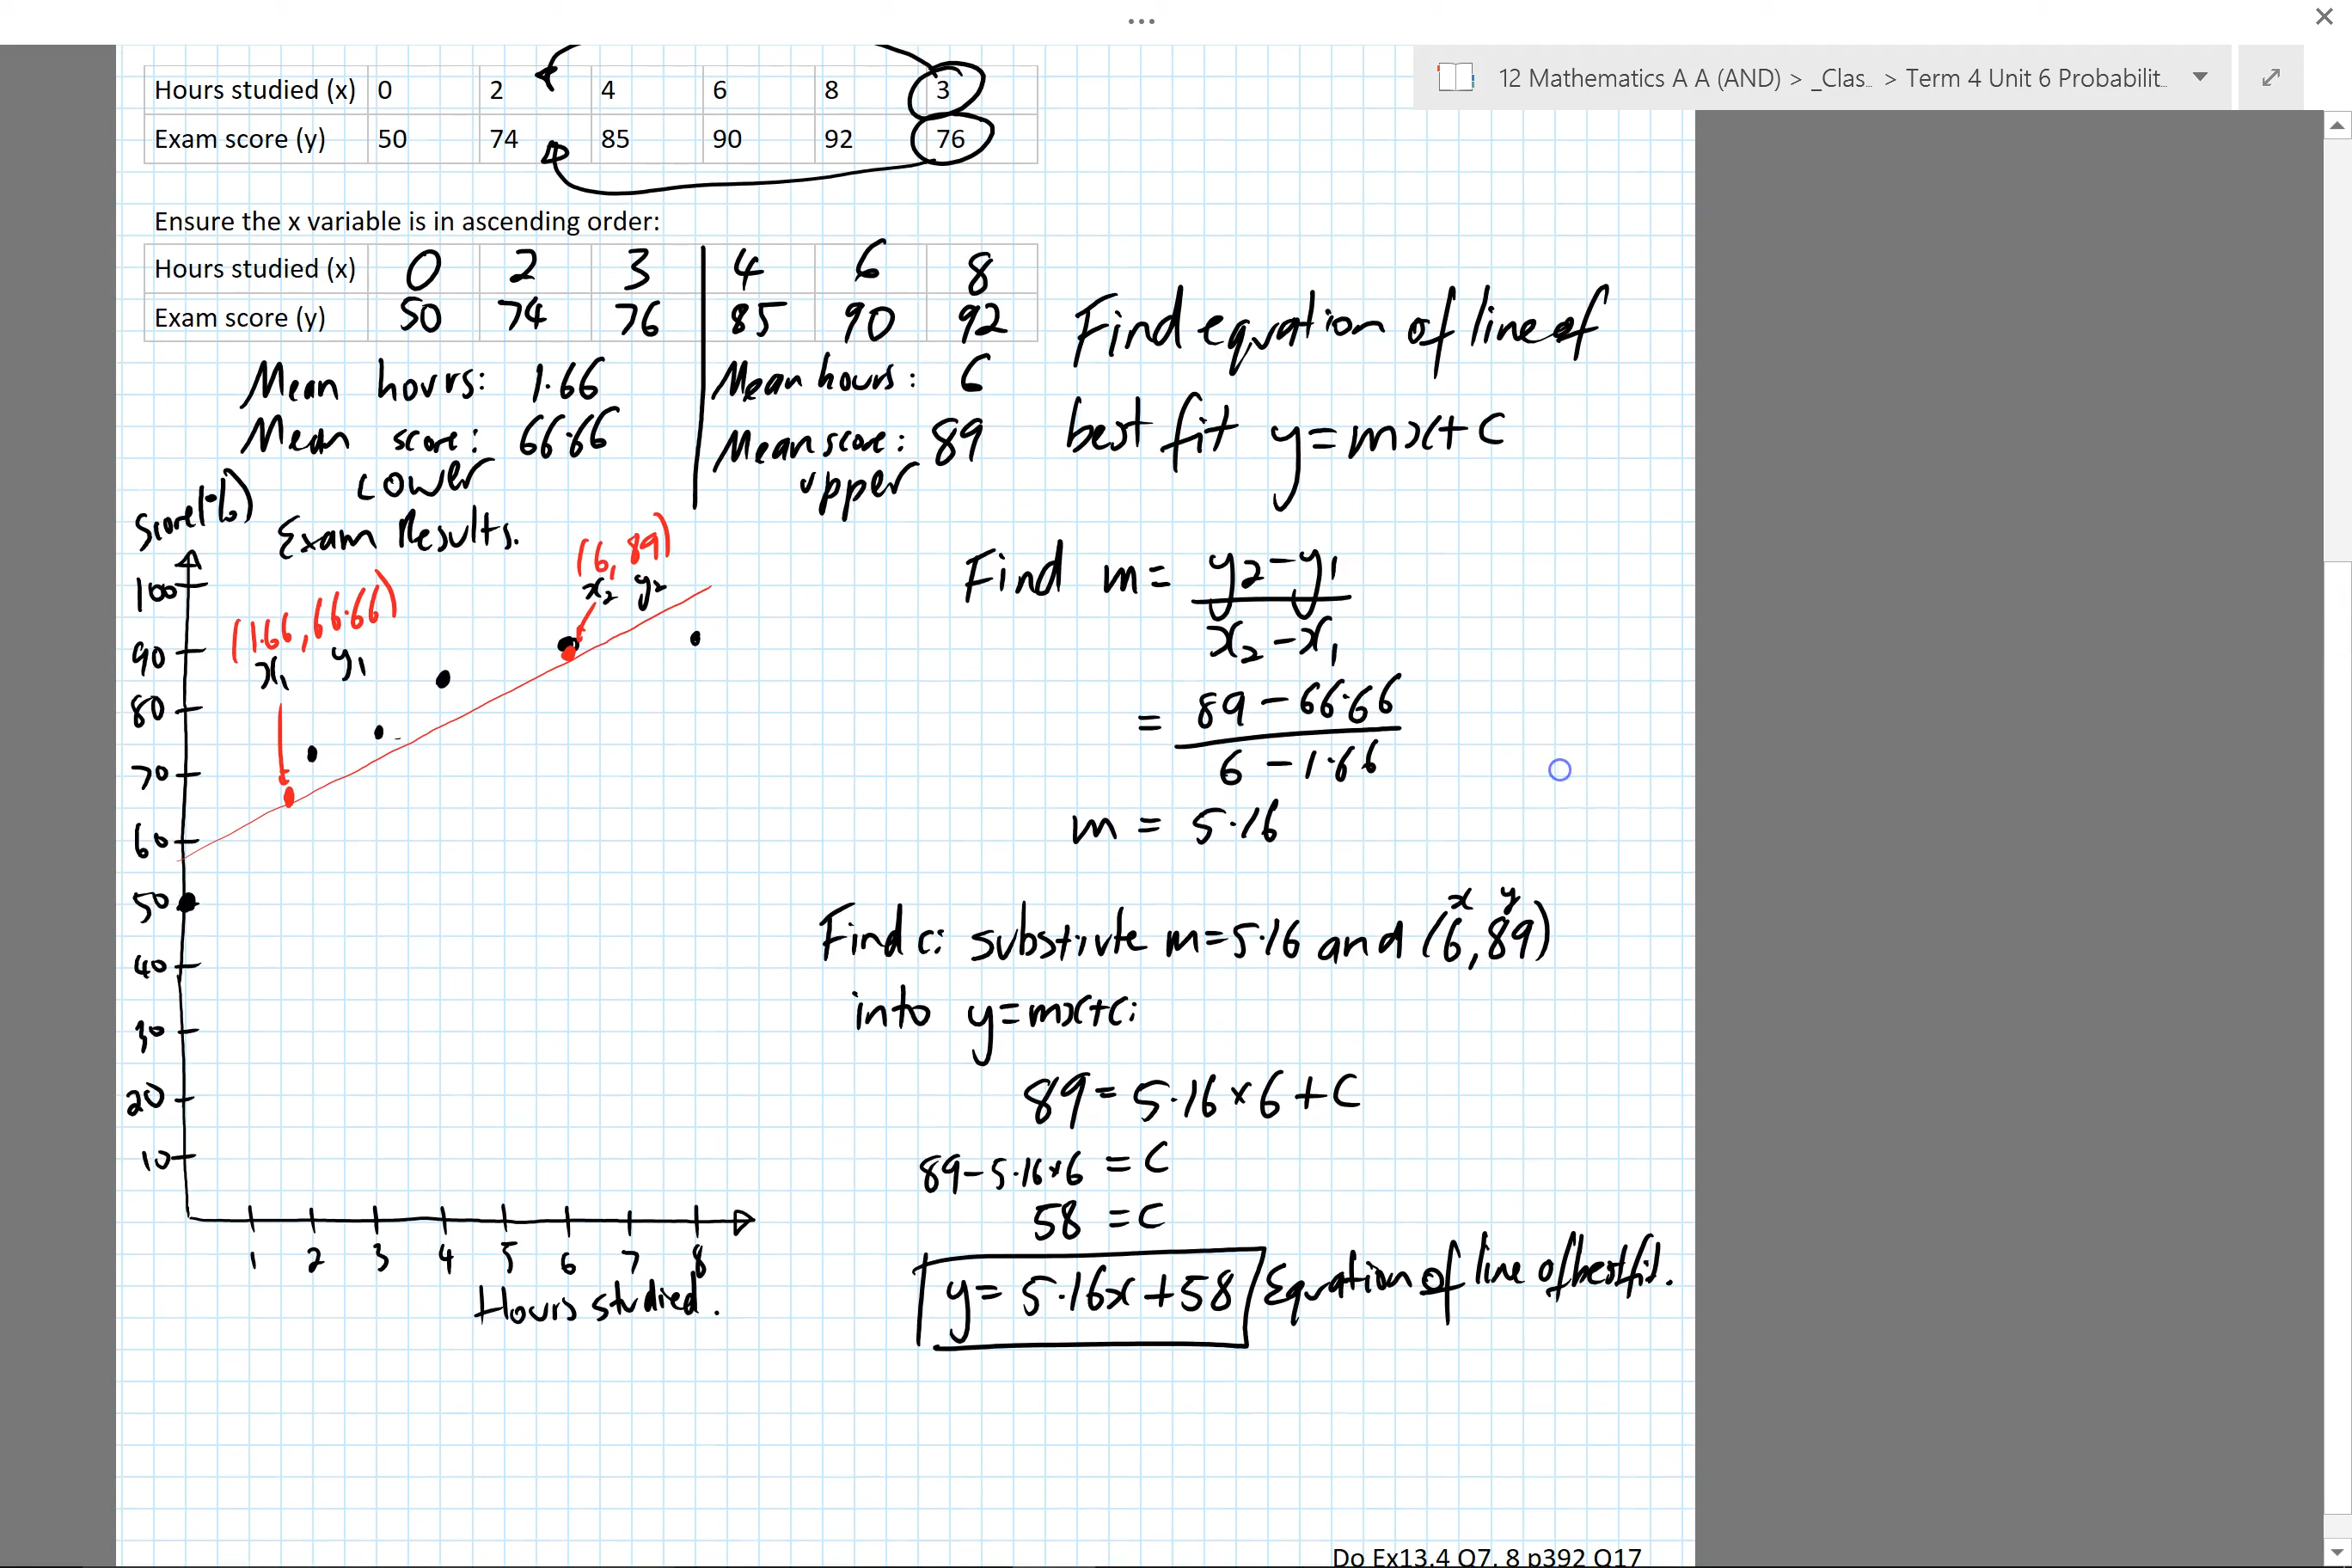 12 Mathematics A A (AND) > _Clas... > Term 4 Unit 6 Probabilit...
Hours studied (x) 0 2 4 6 8 3
Exam score (y) 50 74 85 90 92 76
Ensure the x variable is in ascending order:
Hours studied (x) 0 2 3 4 6 8
Exam score (y) 50 74 76 85 90 92
Mean hours: 1.66
Mean score: 66.66
Lower
Mean hours: 6
Mean score: 89
upper
Find equation of line of
best fit y=mx+c
Score(%)
Exam Results.
(1.66, 66.66)
x1 y1
(6, 89)
x2 y2
100
90
80
70
60
50
40
30
20
10
1 2 3 4 5 6 7 8
Hours studied.
Find m = y2-y1
x2-x1
= 89-66.66
6-1.66
m = 5.16
x y
Find c: substitute m=5.16 and (6,89)
into y=mx+c:
89=5.16×6+c
89-5.16×6 = c
58 = c
y=5.16x+58 Equation of line of best fit.
Do Ex13.4 Q7, 8 p392 Q17